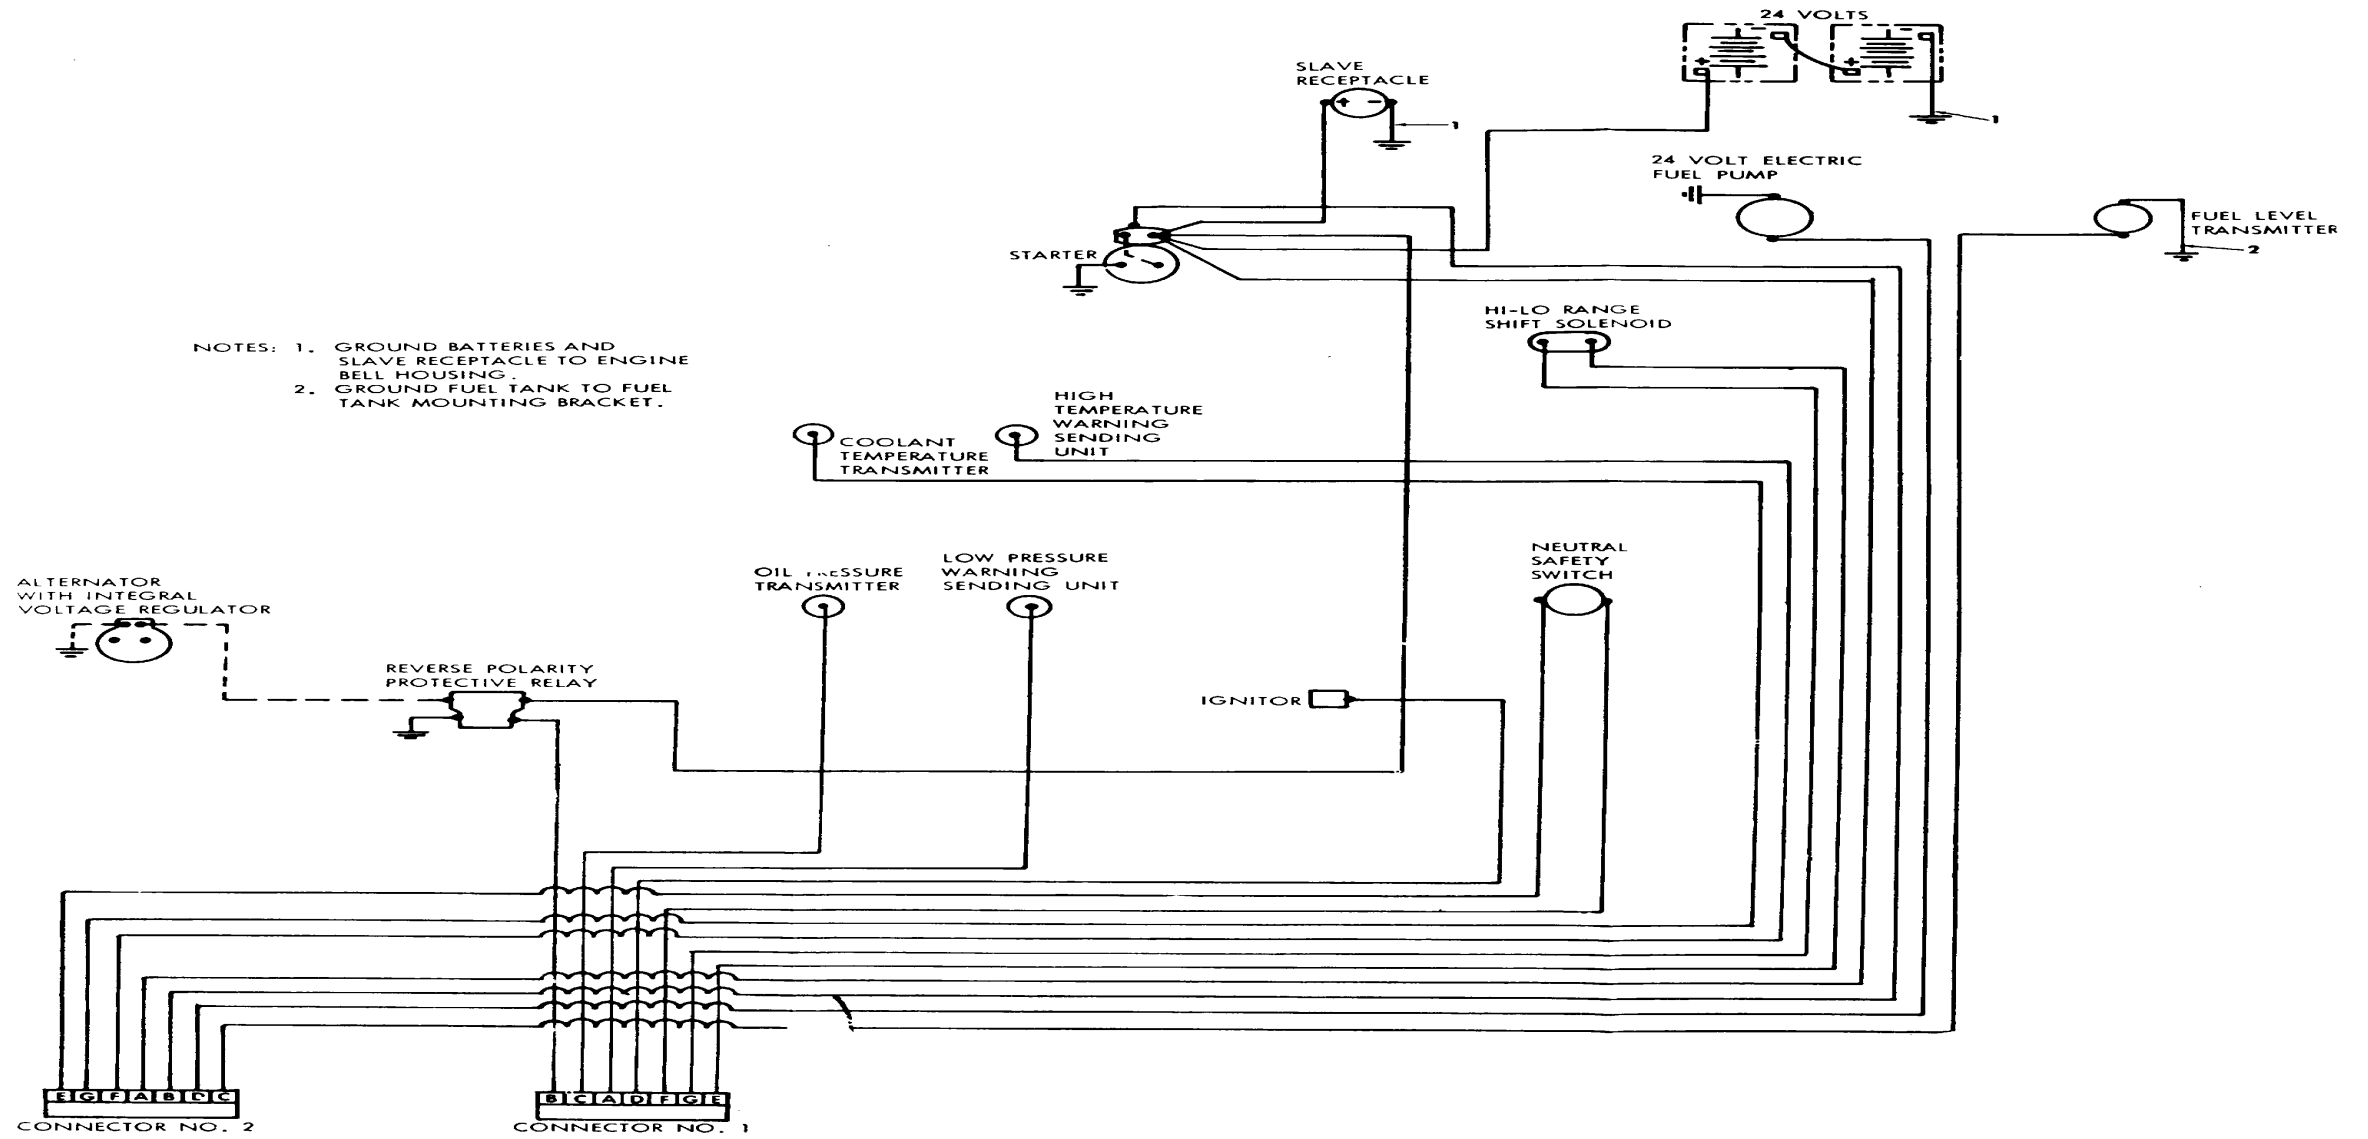 24 VOLTS
SLAVE
RECEPTACLE
+ -
+
+
1
1
24 VOLT ELECTRIC
FUEL PUMP
FUEL LEVEL
TRANSMITTER
2
STARTER
HI-LO RANGE
SHIFT SOLENOID
NOTES: 1. GROUND BATTERIES AND
SLAVE RECEPTACLE TO ENGINE
BELL HOUSING.
2. GROUND FUEL TANK TO FUEL
TANK MOUNTING BRACKET.
HIGH
TEMPERATURE
WARNING
SENDING
UNIT
COOLANT
TEMPERATURE
TRANSMITTER
NEUTRAL
SAFETY
SWITCH
LOW PRESSURE
WARNING
SENDING UNIT
OIL PRESSURE
TRANSMITTER
ALTERNATOR
WITH INTEGRAL
VOLTAGE REGULATOR
REVERSE POLARITY
PROTECTIVE RELAY
IGNITOR
E G F A B D C
CONNECTOR NO. 2
B C A D F G E
CONNECTOR NO. 1